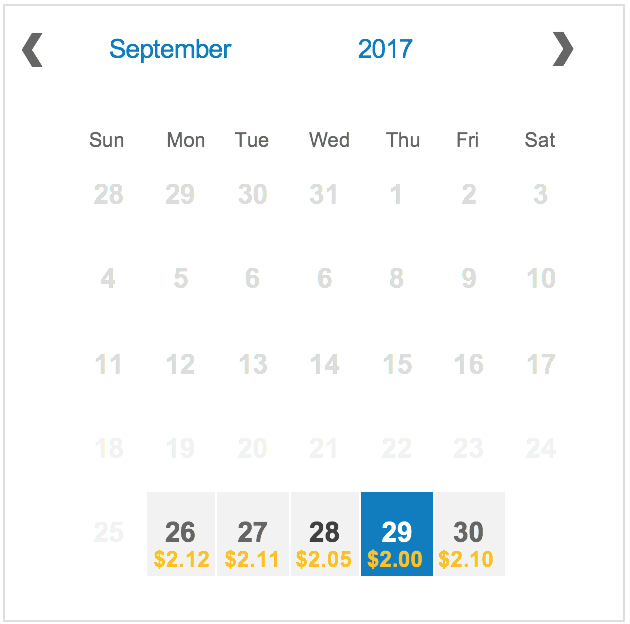 ❮ September 2017 ❯
Sun Mon Tue Wed Thu Fri Sat
28 29 30 31 1 2 3
4 5 6 6 8 9 10
11 12 13 14 15 16 17
18 19 20 21 22 23 24
25 26 27 28 29 30
$2.12 $2.11 $2.05 $2.00 $2.10